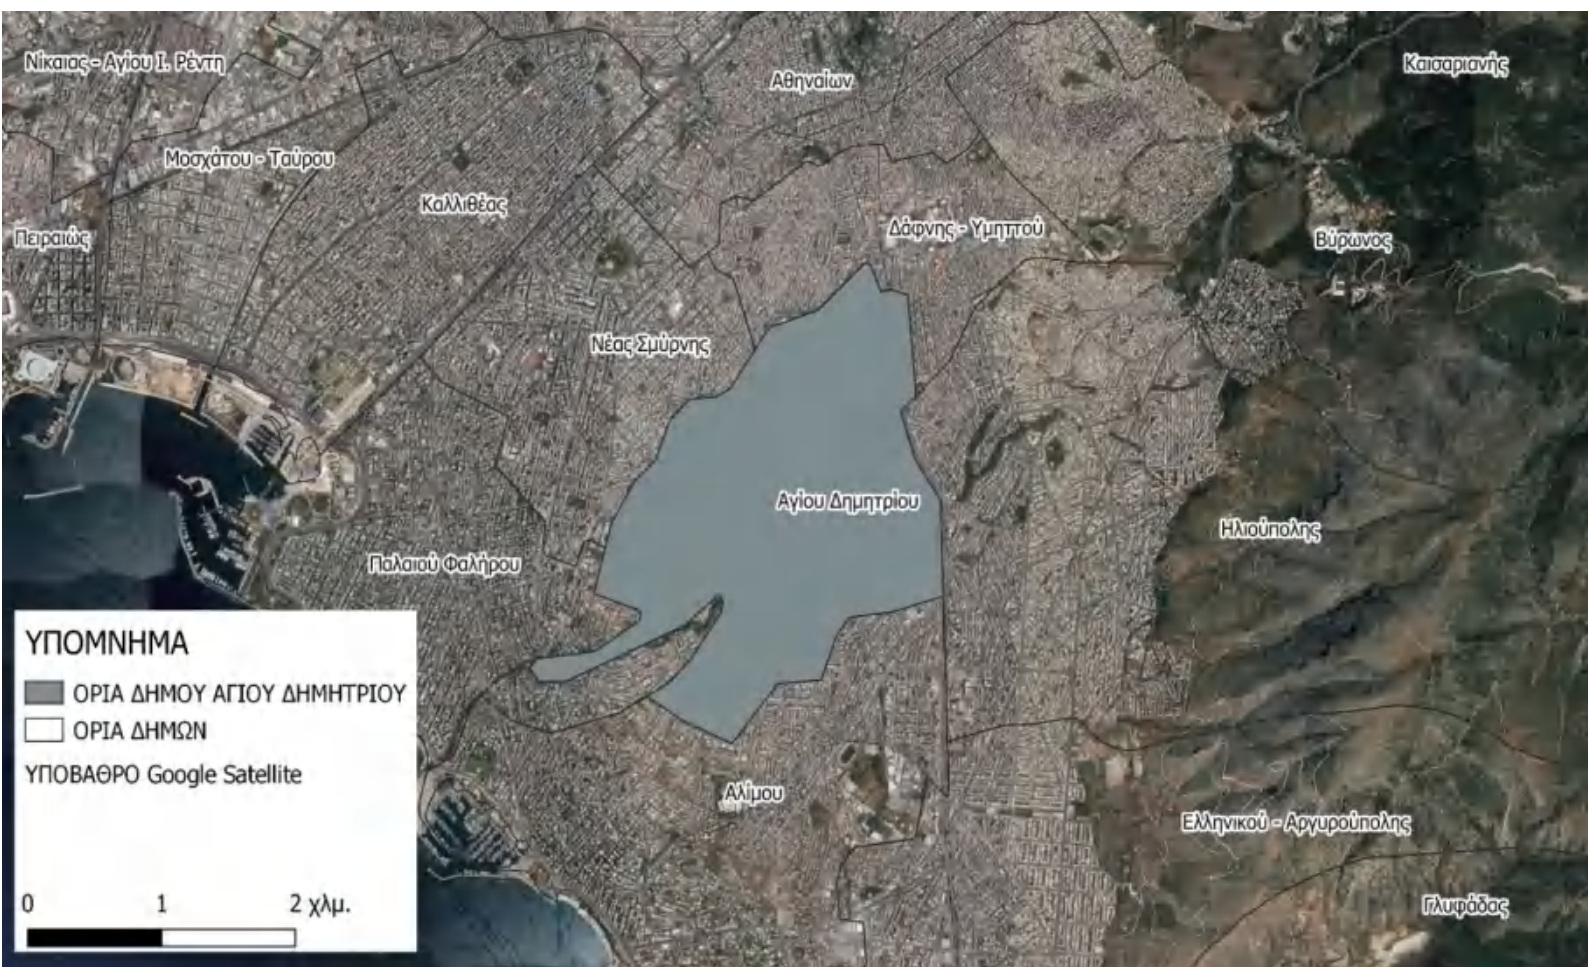 Νίκαιας - Αγίου Ι. Ρέντη
Καισαριανής
Αθηναίων
Μοσχάτου - Ταύρου
Καλλιθέας
Δάφνης - Υμηττού
Πειραιώς
Βύρωνος
Νέας Σμύρνης
Αγίου Δημητρίου
Ηλιούπολης
Παλαιού Φαλήρου
ΥΠΟΜΝΗΜΑ
ΟΡΙΑ ΔΗΜΟΥ ΑΓΙΟΥ ΔΗΜΗΤΡΙΟΥ
ΟΡΙΑ ΔΗΜΩΝ
ΥΠΟΒΑΘΡΟ Google Satellite
Αλίμου
Ελληνικού - Αργυρούπολης
0 1 2 χλμ.
Γλυφάδας